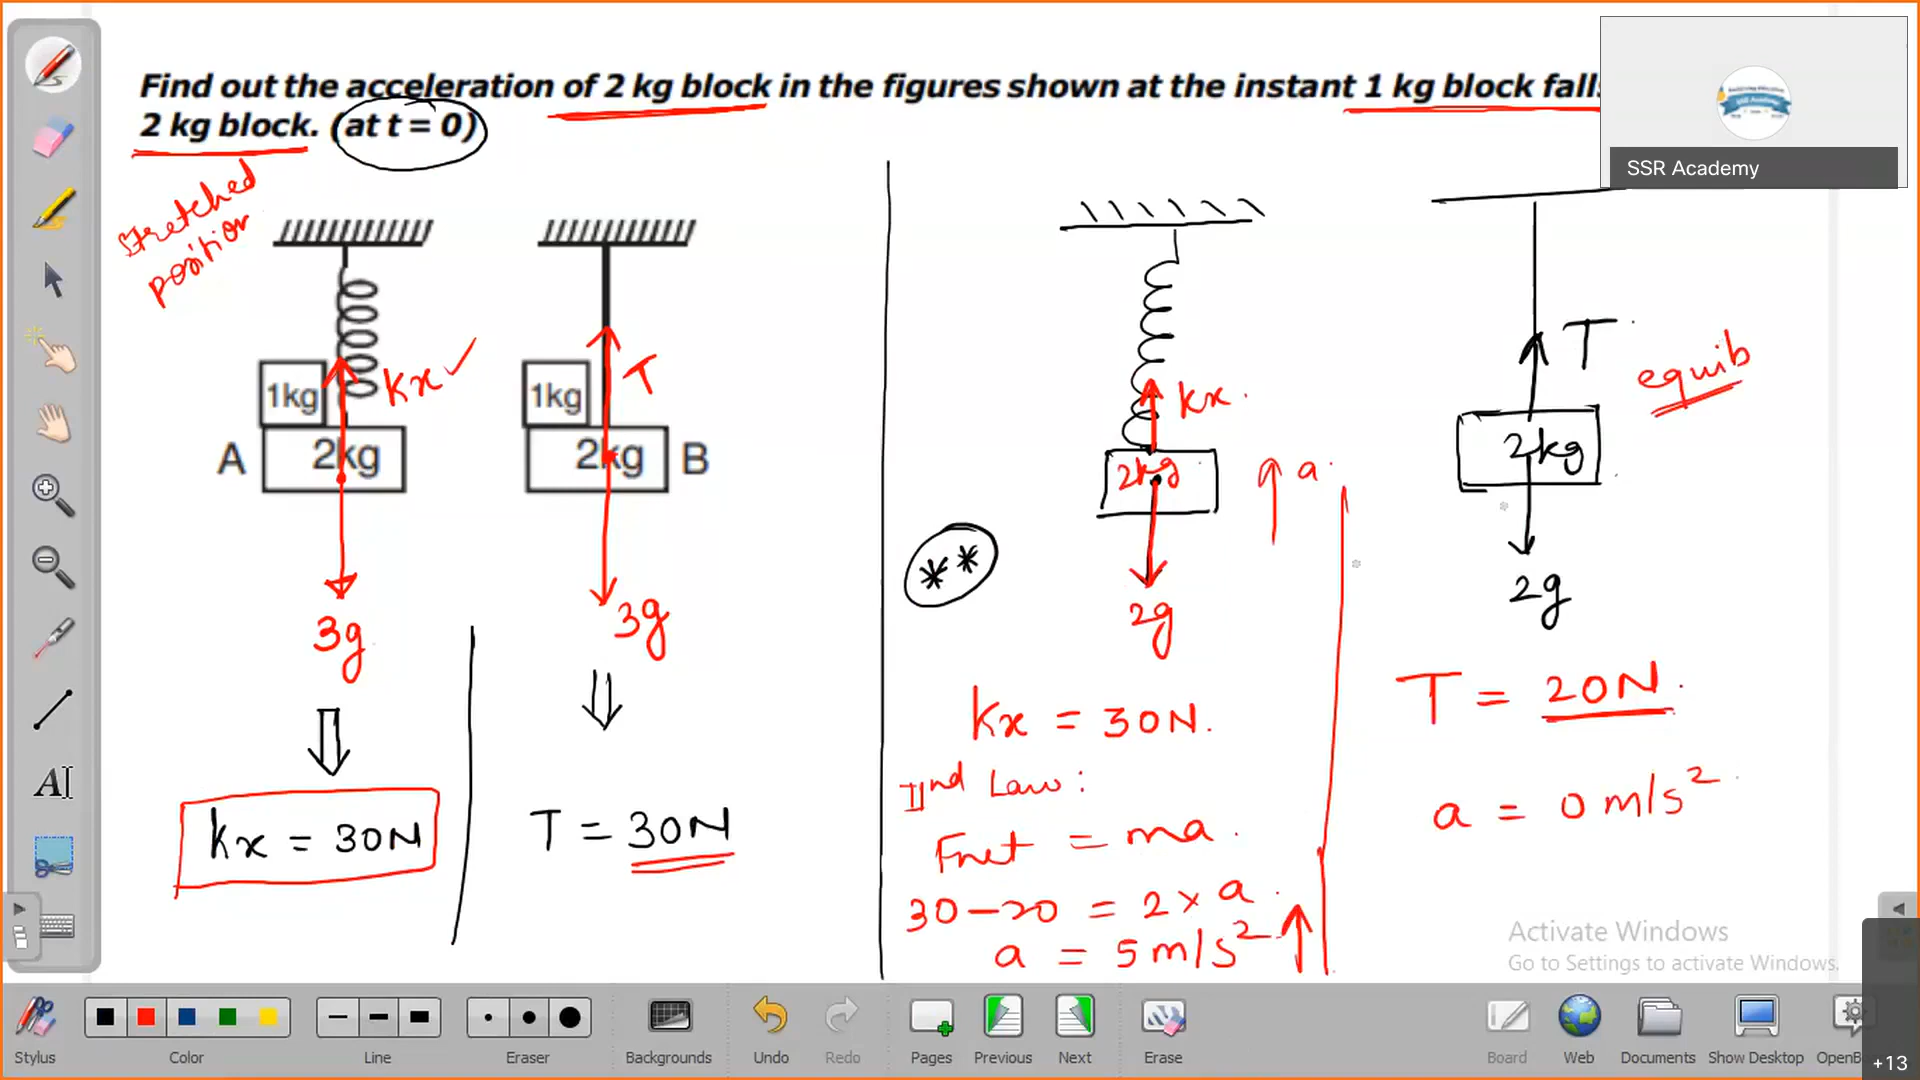 Find out the acceleration of 2 kg block in the figures shown at the instant 1 kg block fall
2 kg block. (at t = 0)
SSR Academy
stretched
position
1kg
kx
A
2kg
3g
kx = 30N
1kg
T
2kg
B
3g
T = 30N
**
kx.
2kg
a
2g
kx = 30N.
IInd Law:
Fnet = ma.
30-20 = 2 × a
a = 5 m/s²
T
equib
2kg
2g
T = 20N
a = 0 m/s²
Activate Windows
Go to Settings to activate Windows.
Stylus
Color
Line
Eraser
Backgrounds
Undo
Redo
Pages
Previous
Next
Erase
Board
Web
Documents
Show Desktop
OpenB
+13